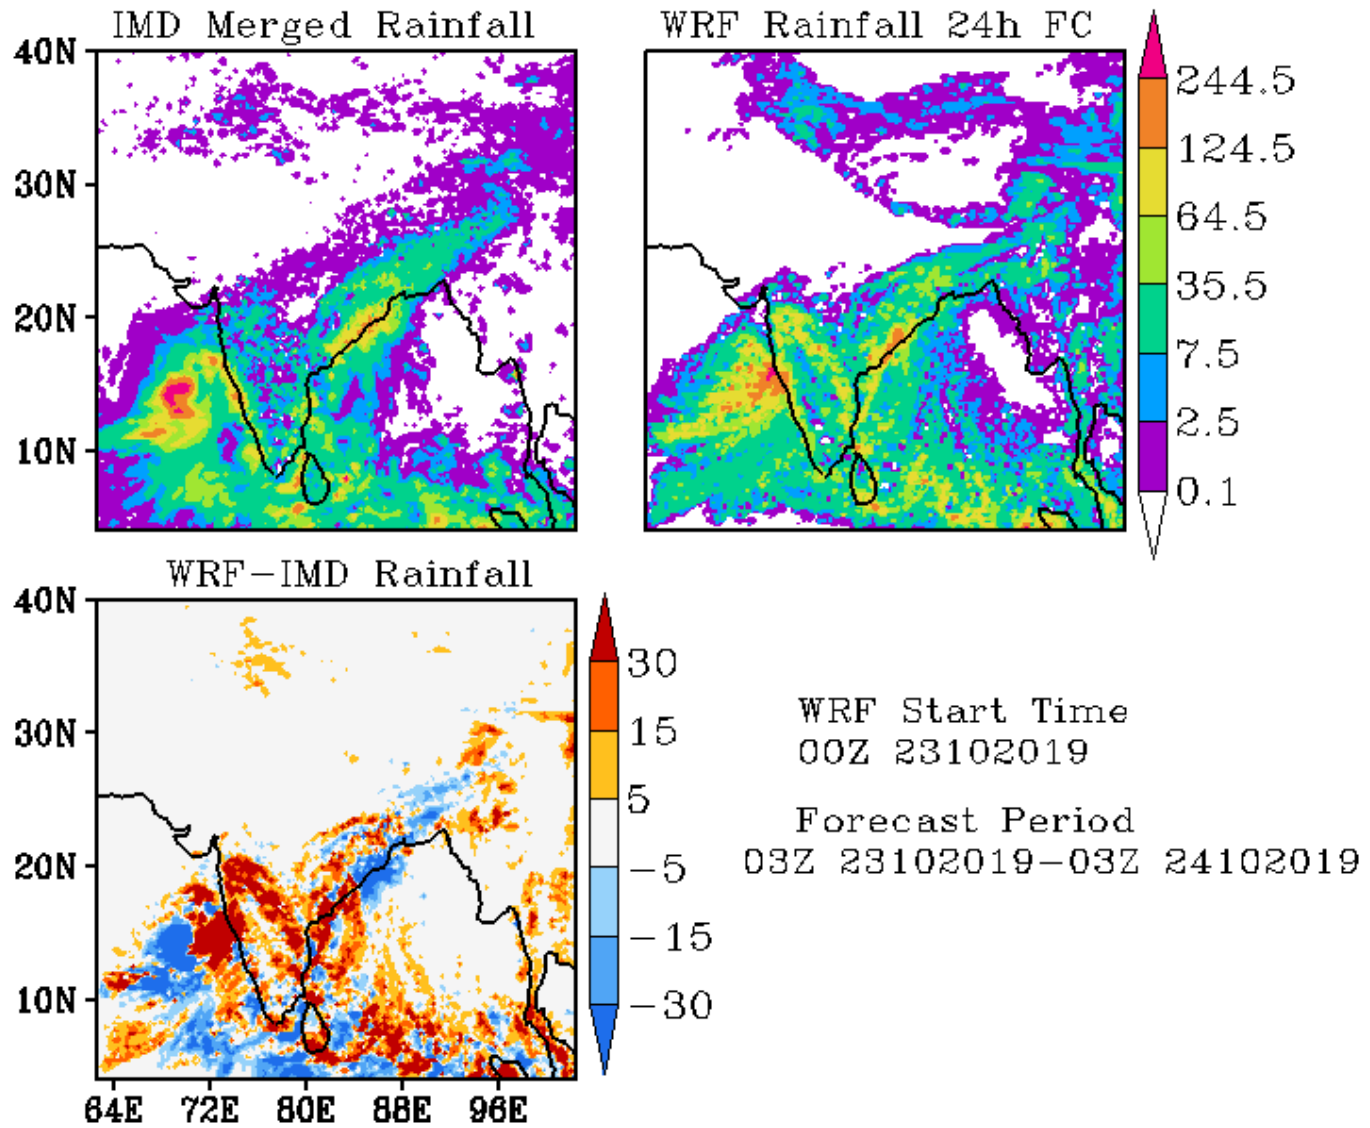 IMD Merged Rainfall
WRF Rainfall 24h FC
40N
30N
20N
10N
244.5
124.5
64.5
35.5
7.5
2.5
0.1
WRF-IMD Rainfall
40N
30N
20N
10N
64E 72E 80E 88E 96E
30
15
5
-5
-15
-30
WRF Start Time
00Z 23102019
Forecast Period
03Z 23102019-03Z 24102019